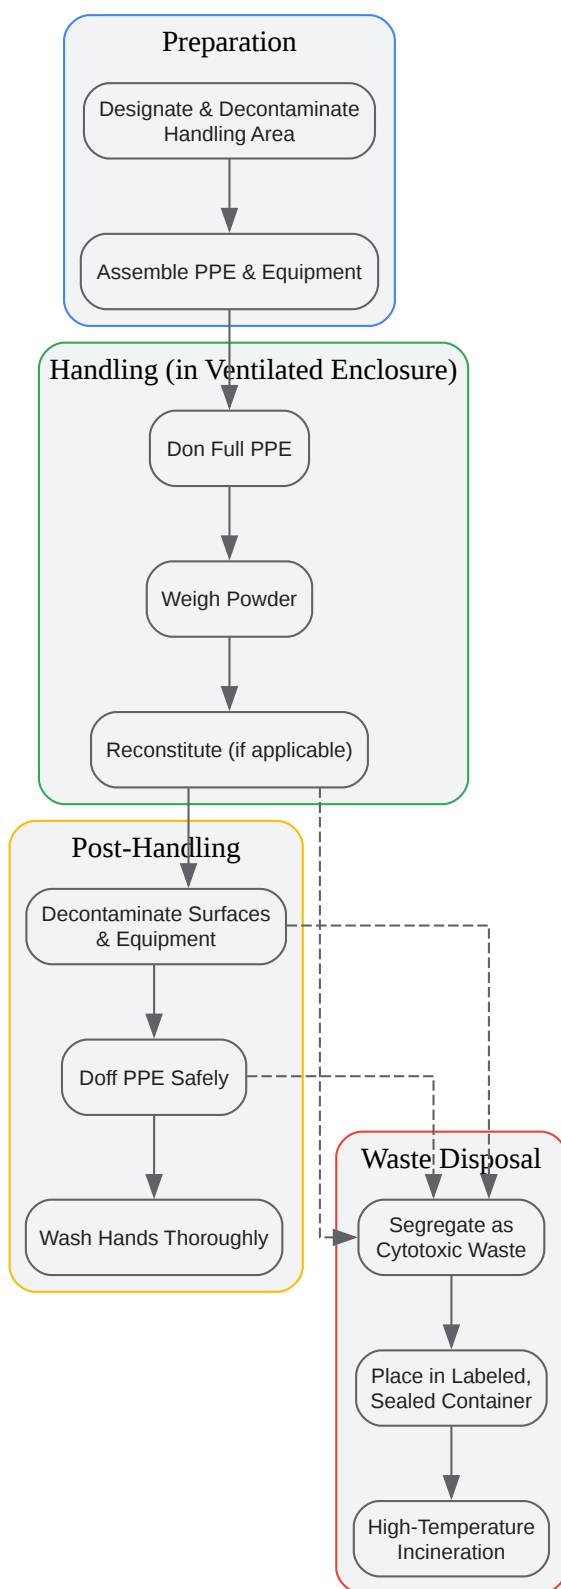 Preparation
Designate & Decontaminate
Handling Area
Assemble PPE & Equipment
Handling (in Ventilated Enclosure)
Don Full PPE
Weigh Powder
Reconstitute (if applicable)
Post-Handling
Decontaminate Surfaces
& Equipment
Doff PPE Safely
Wash Hands Thoroughly
Waste Disposal
Segregate as
Cytotoxic Waste
Place in Labeled,
Sealed Container
High-Temperature
Incineration